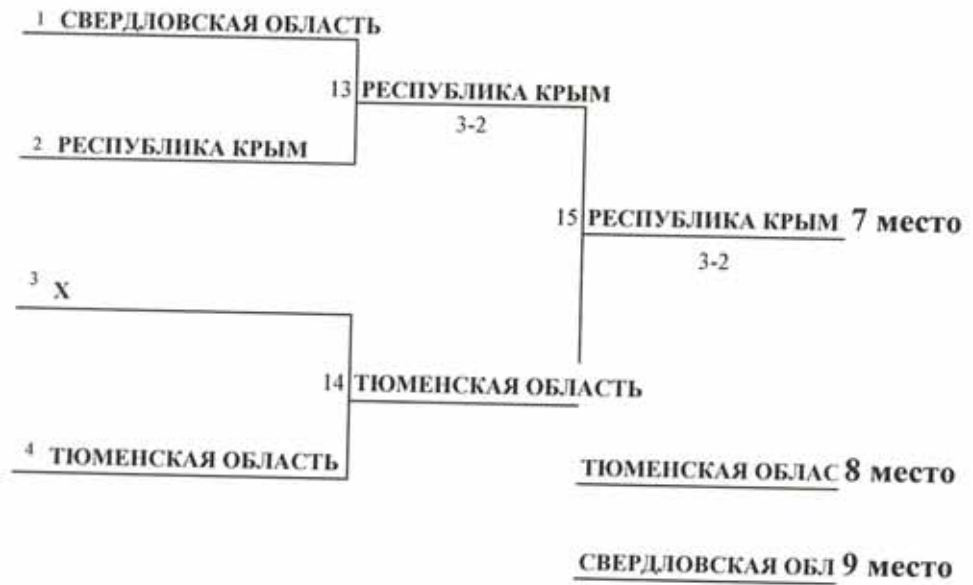 1 СВЕРДЛОВСКАЯ ОБЛАСТЬ
13 РЕСПУБЛИКА КРЫМ
3-2
2 РЕСПУБЛИКА КРЫМ
15 РЕСПУБЛИКА КРЫМ 7 место
3-2
3 X
14 ТЮМЕНСКАЯ ОБЛАСТЬ
4 ТЮМЕНСКАЯ ОБЛАСТЬ
ТЮМЕНСКАЯ ОБЛАС 8 место
СВЕРДЛОВСКАЯ ОБЛ 9 место